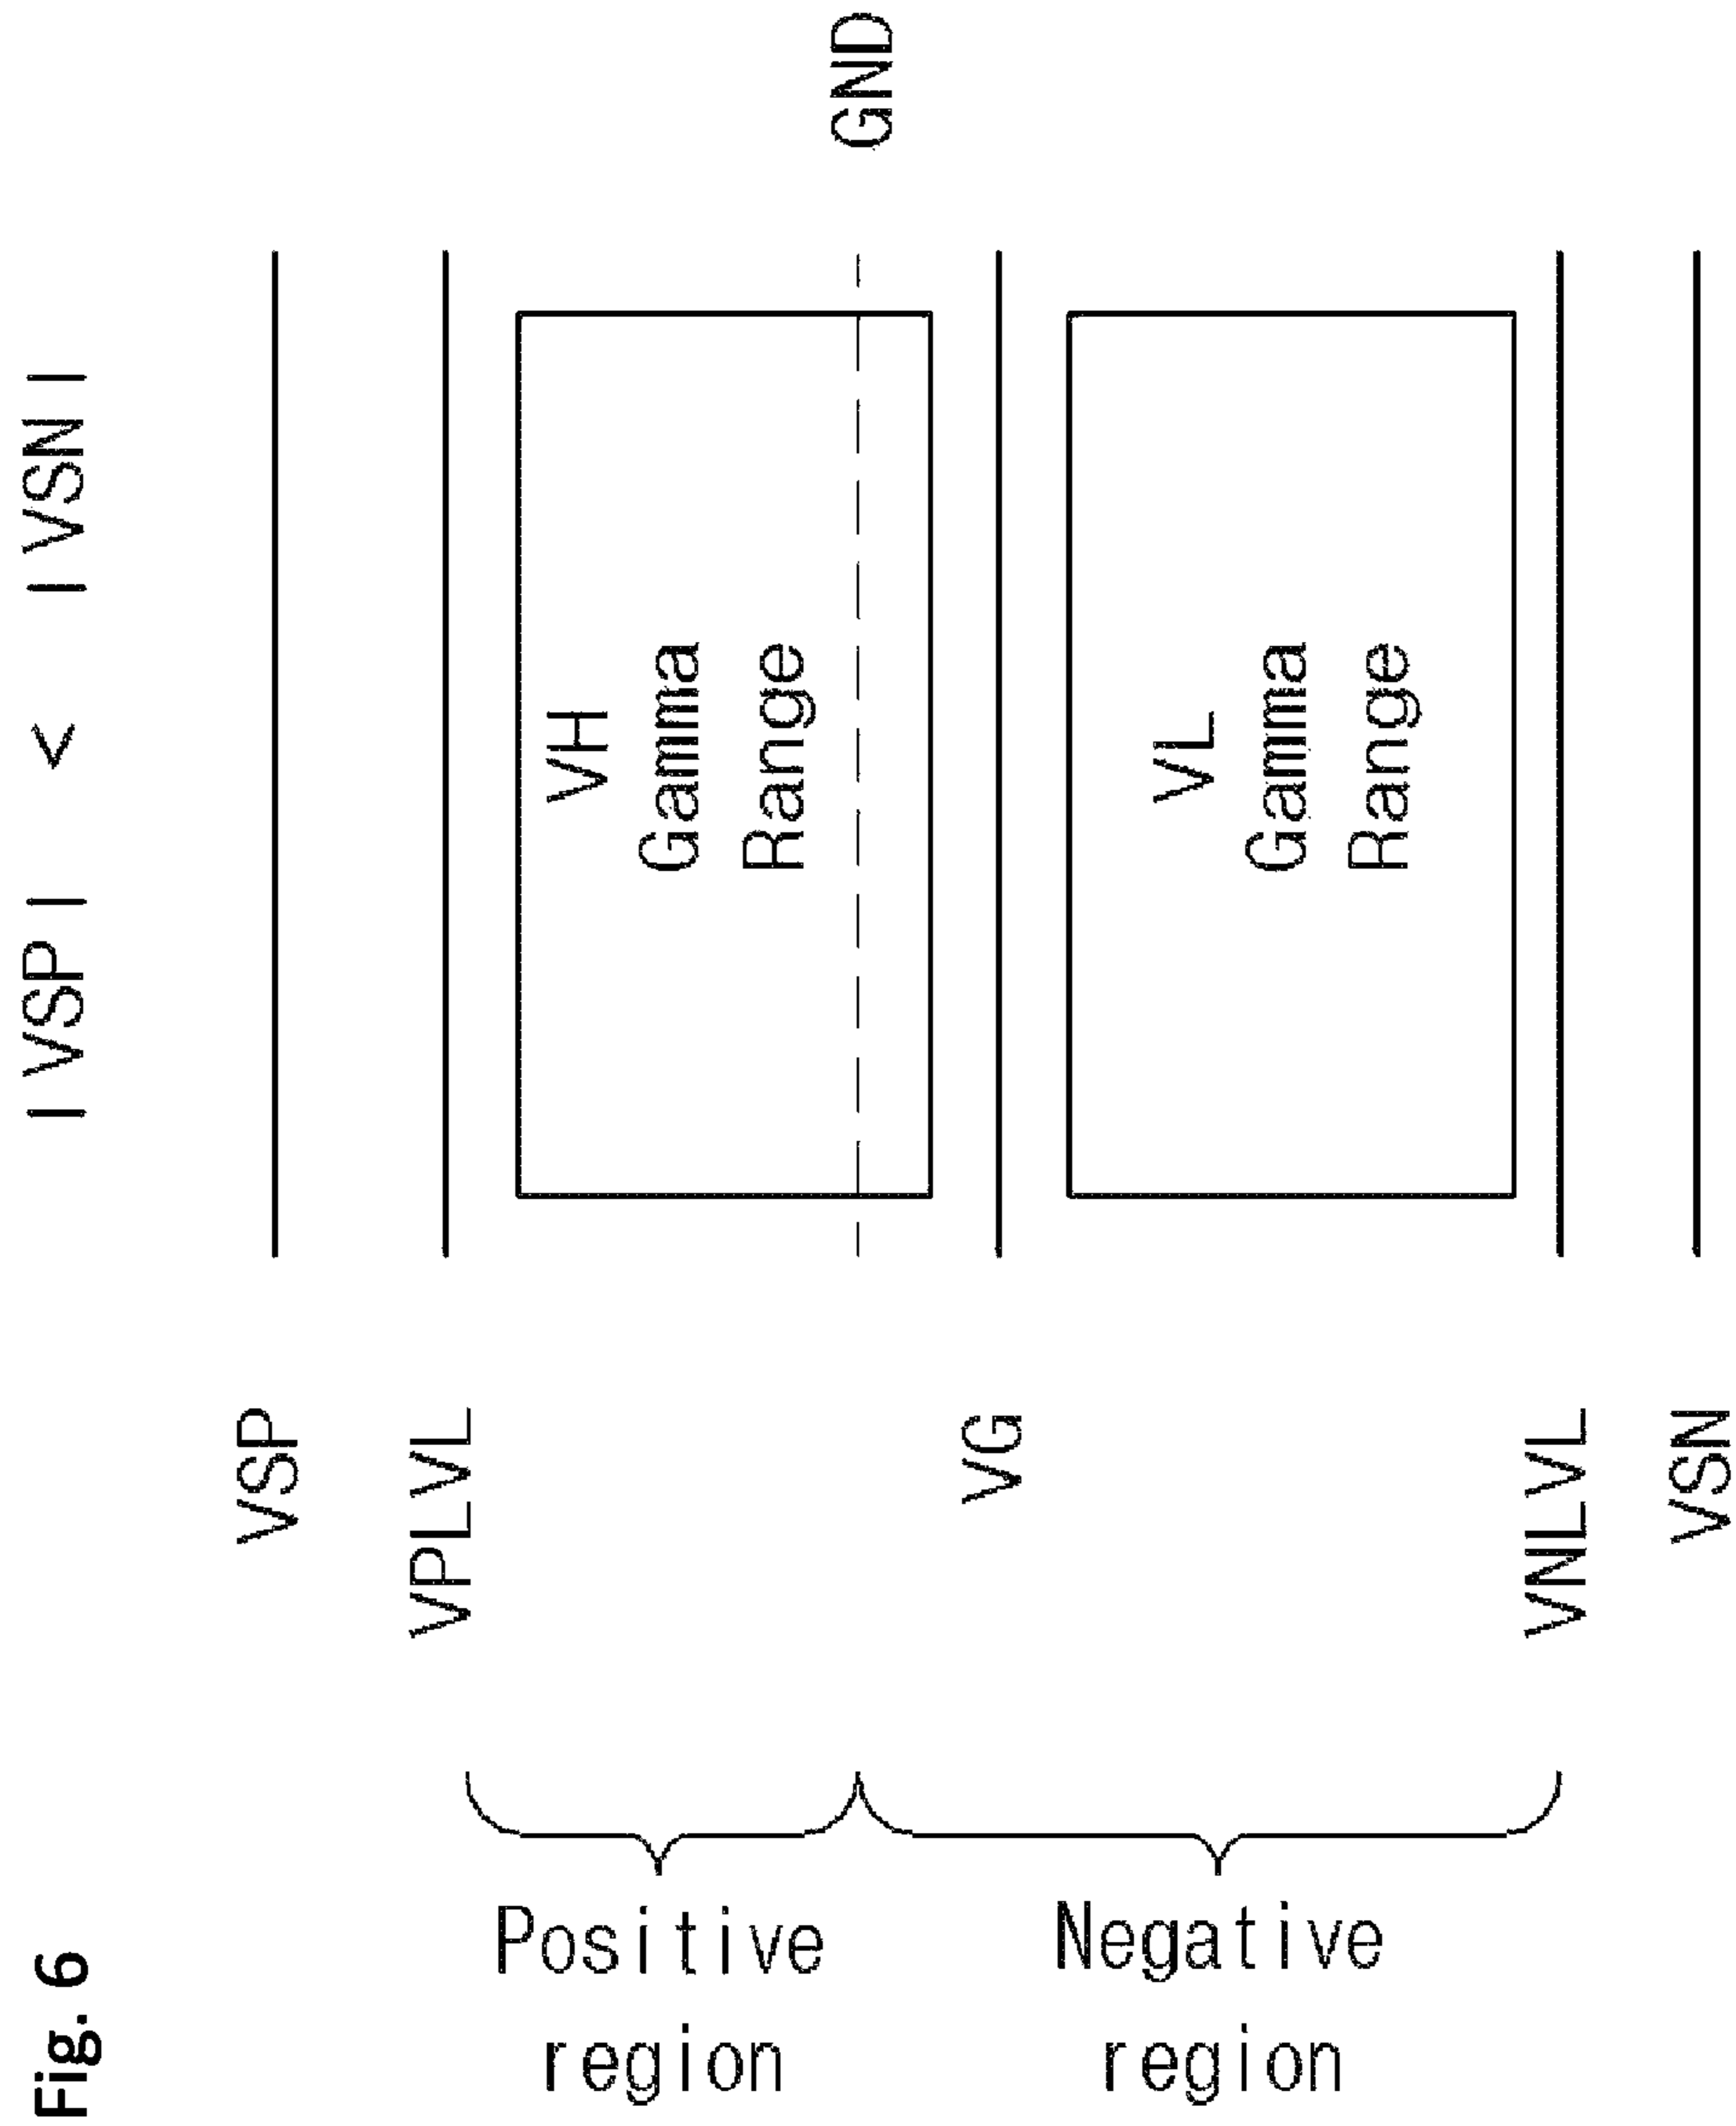 Fig. 6
|VSP| < |VSN|
VSP
VPLVL
VH
Gamma
Range
GND
VG
VL
Gamma
Range
VNLVL
VSN
Positive
region
Negative
region